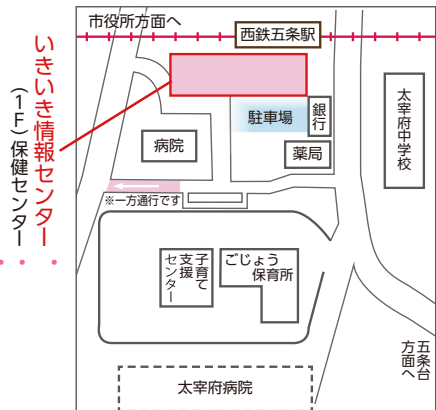 いきいき情報センター
（1F）保健センター
市役所方面へ
西鉄五条駅
駐車場
銀行
太宰府中学校
病院
薬局
※一方通行です
子育て
支援
センター
ごじょう
保育所
五条台
方面へ
太宰府病院